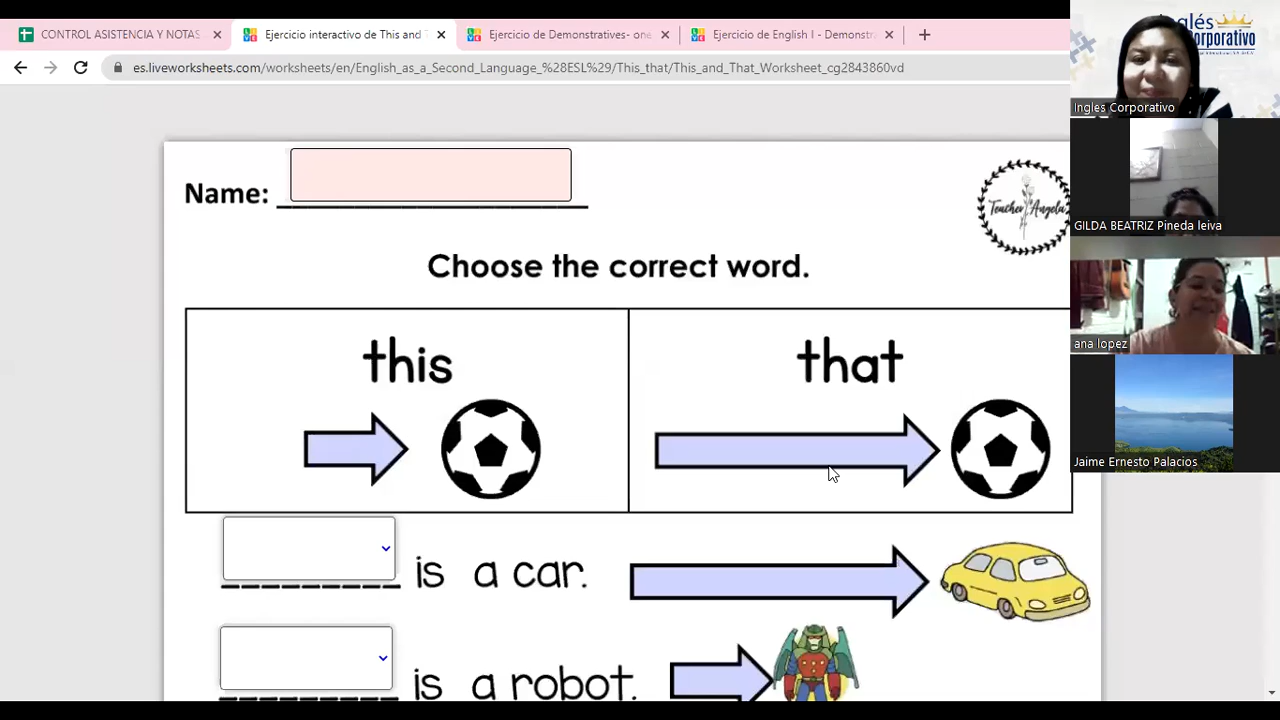 CONTROL ASISTENCIA Y NOTAS
Ejercicio interactivo de This and
Ejercicio de Demonstratives- one
Ejercicio de English I - Demonstr
es.liveworksheets.com/worksheets/en/English_as_a_Second_Language_%28ESL%29/This_that/This_and_That_Worksheet_cg2843860vd
Inglés
Corporativo
Ingles Corporativo
GILDA BEATRIZ Pineda leiva
ana lopez
Jaime Ernesto Palacios
Name:
Teacher Angela
Choose the correct word.
this
that
is a car.
is a robot.